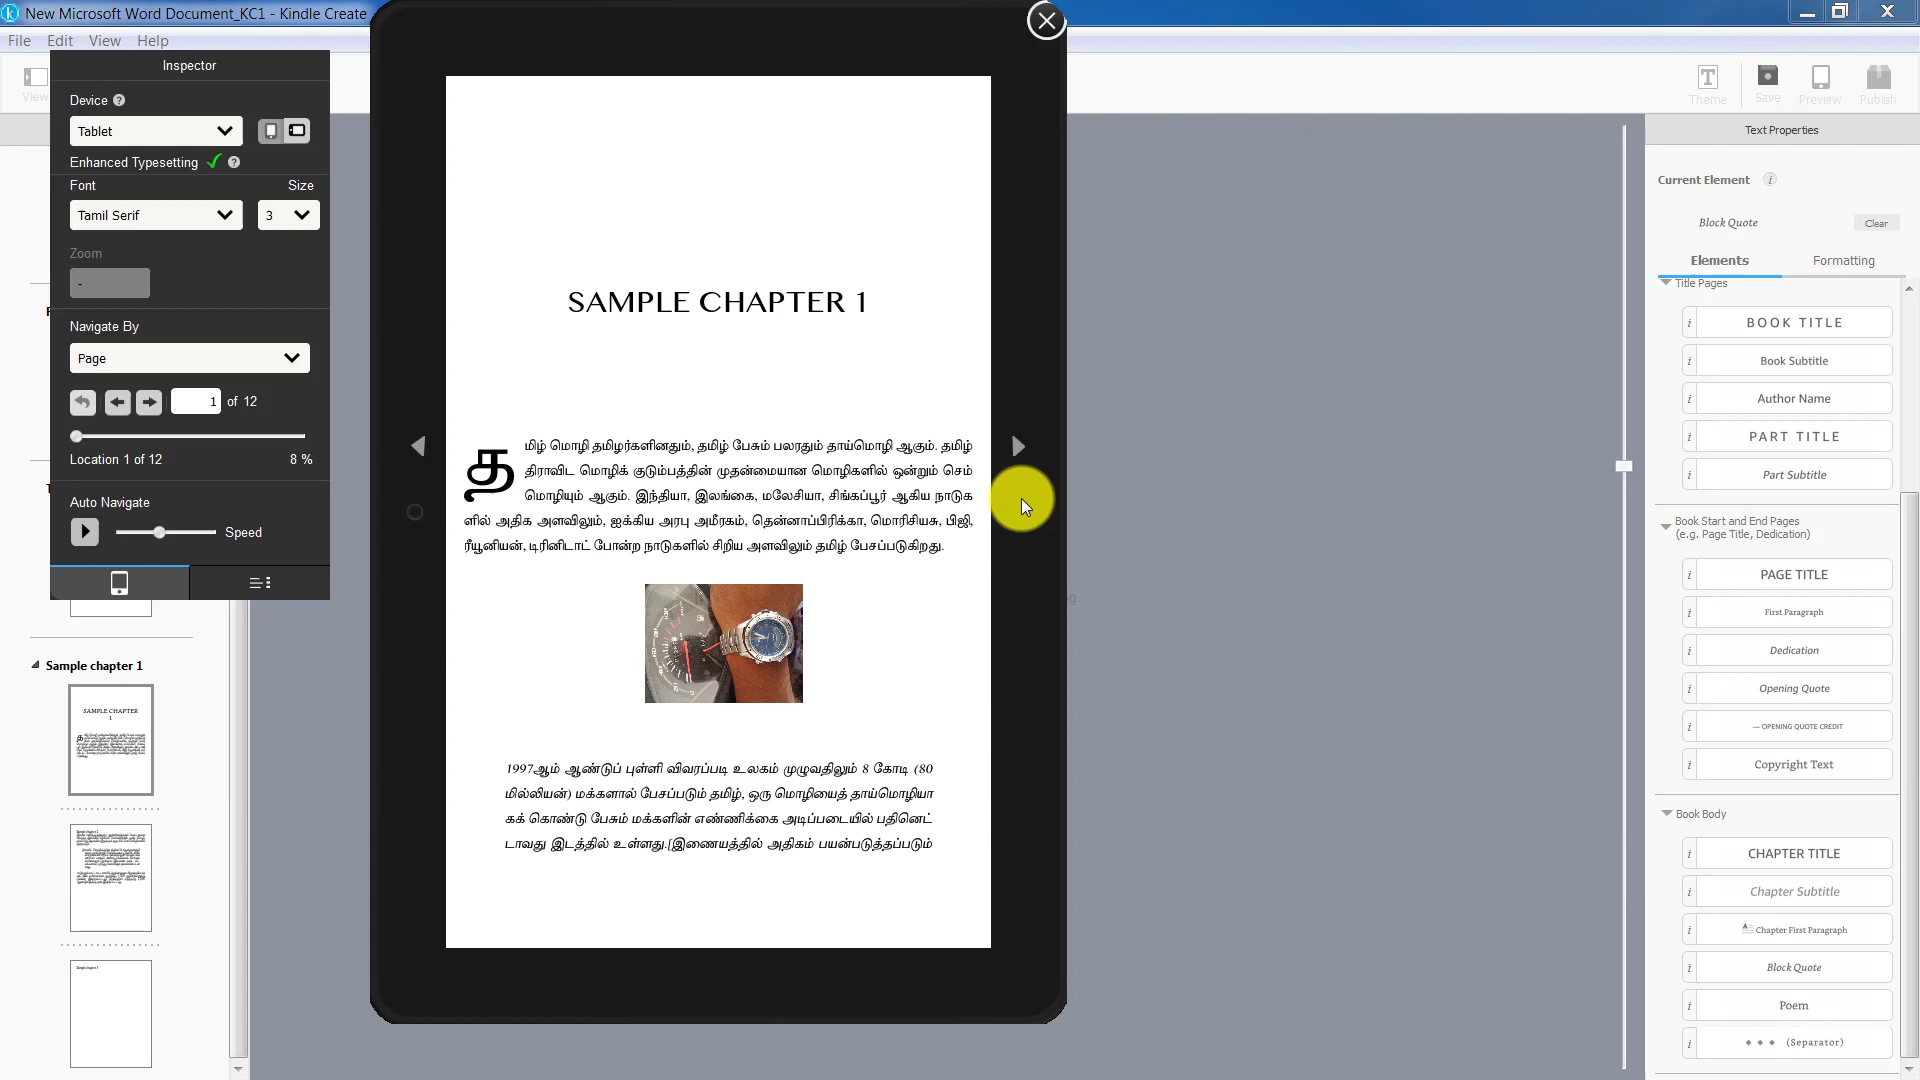 New Microsoft Word Document_KC1 - Kindle Create
File Edit View Help
Inspector
Device
Tablet
Enhanced Typesetting
Font Size
Tamil Serif 3
Zoom
-
Navigate By
Page
1 of 12
Location 1 of 12 8 %
Auto Navigate
Speed
Sample chapter 1
SAMPLE CHAPTER
1
SAMPLE CHAPTER 1
தமிழ் மொழி தமிழர்களினதும், தமிழ் பேசும் பலரதும் தாய்மொழி ஆகும். தமிழ்
திராவிட மொழிக் குடும்பத்தின் முதன்மையான மொழிகளில் ஒன்றும் செம்
மொழியும் ஆகும். இந்தியா, இலங்கை, மலேசியா, சிங்கப்பூர் ஆகிய நாடுக
ளில் அதிக அளவிலும், ஐக்கிய அரபு அமீரகம், தென்னாப்பிரிக்கா, மொரிசியசு, பிஜி,
ரீயூனியன், டிரினிடாட் போன்ற நாடுகளில் சிறிய அளவிலும் தமிழ் பேசப்படுகிறது.
1997ஆம் ஆண்டுப் புள்ளி விவரப்படி உலகம் முழுவதிலும் 8 கோடி (80
மில்லியன்) மக்களால் பேசப்படும் தமிழ், ஒரு மொழியைத் தாய்மொழியா
கக் கொண்டு பேசும் மக்களின் எண்ணிக்கை அடிப்படையில் பதினெட்
டாவது இடத்தில் உள்ளது.[இணையத்தில் அதிகம் பயன்படுத்தப்படும்
Theme Save Preview Publish
Text Properties
Current Element
Block Quote Clear
Elements Formatting
Title Pages
BOOK TITLE
Book Subtitle
Author Name
PART TITLE
Part Subtitle
Book Start and End Pages
(e.g. Page Title, Dedication)
PAGE TITLE
First Paragraph
Dedication
Opening Quote
— OPENING QUOTE CREDIT
Copyright Text
Book Body
CHAPTER TITLE
Chapter Subtitle
Chapter First Paragraph
Block Quote
Poem
(Separator)